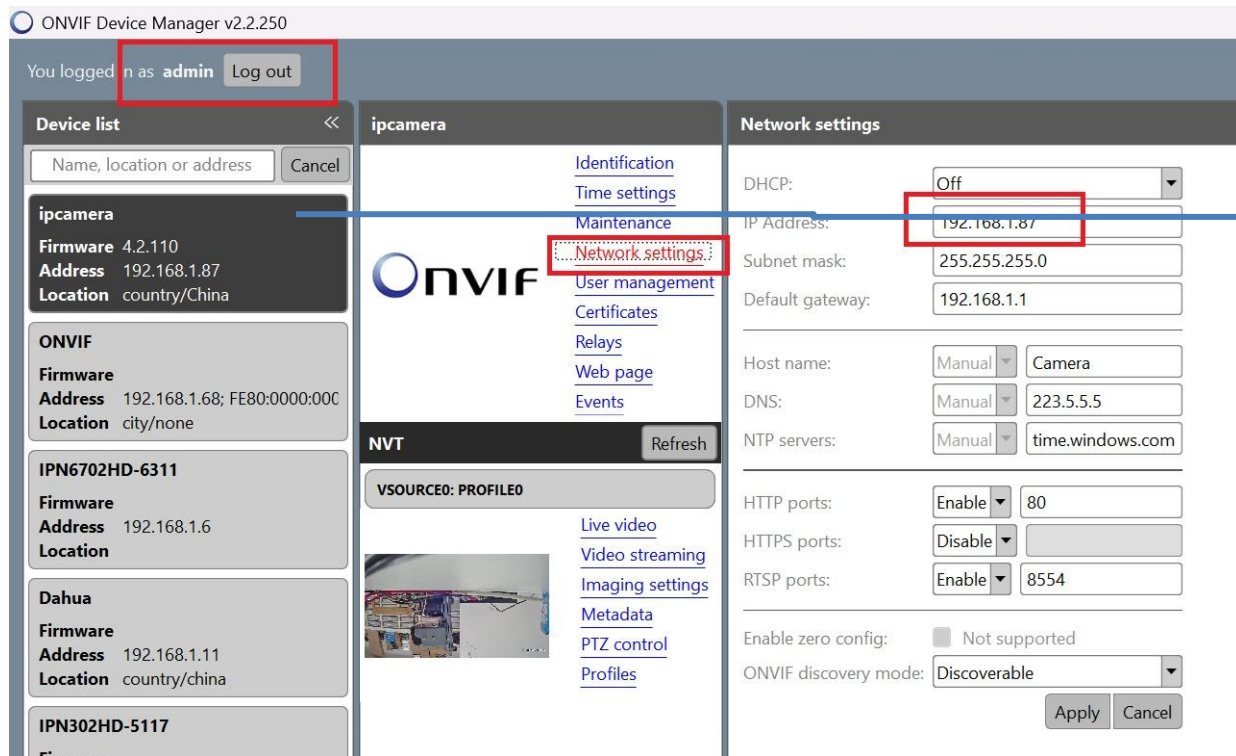 ONVIF Device Manager v2.2.250
You logged in as admin Log out
Device list «
Name, location or address Cancel
ipcamera
Firmware 4.2.110
Address 192.168.1.87
Location country/China
ONVIF
Firmware
Address 192.168.1.68; FE80:0000:000
Location city/none
IPN6702HD-6311
Firmware
Address 192.168.1.6
Location
Dahua
Firmware
Address 192.168.1.11
Location country/china
IPN302HD-5117
ipcamera
ONVIF
Identification
Time settings
Maintenance
Network settings
User management
Certificates
Relays
Web page
Events
NVT Refresh
VSOURCE0: PROFILE0
Live video
Video streaming
Imaging settings
Metadata
PTZ control
Profiles
Network settings
DHCP: Off
IP Address: 192.168.1.87
Subnet mask: 255.255.255.0
Default gateway: 192.168.1.1
Host name: Manual Camera
DNS: Manual 223.5.5.5
NTP servers: Manual time.windows.com
HTTP ports: Enable 80
HTTPS ports: Disable
RTSP ports: Enable 8554
Enable zero config: Not supported
ONVIF discovery mode: Discoverable
Apply Cancel